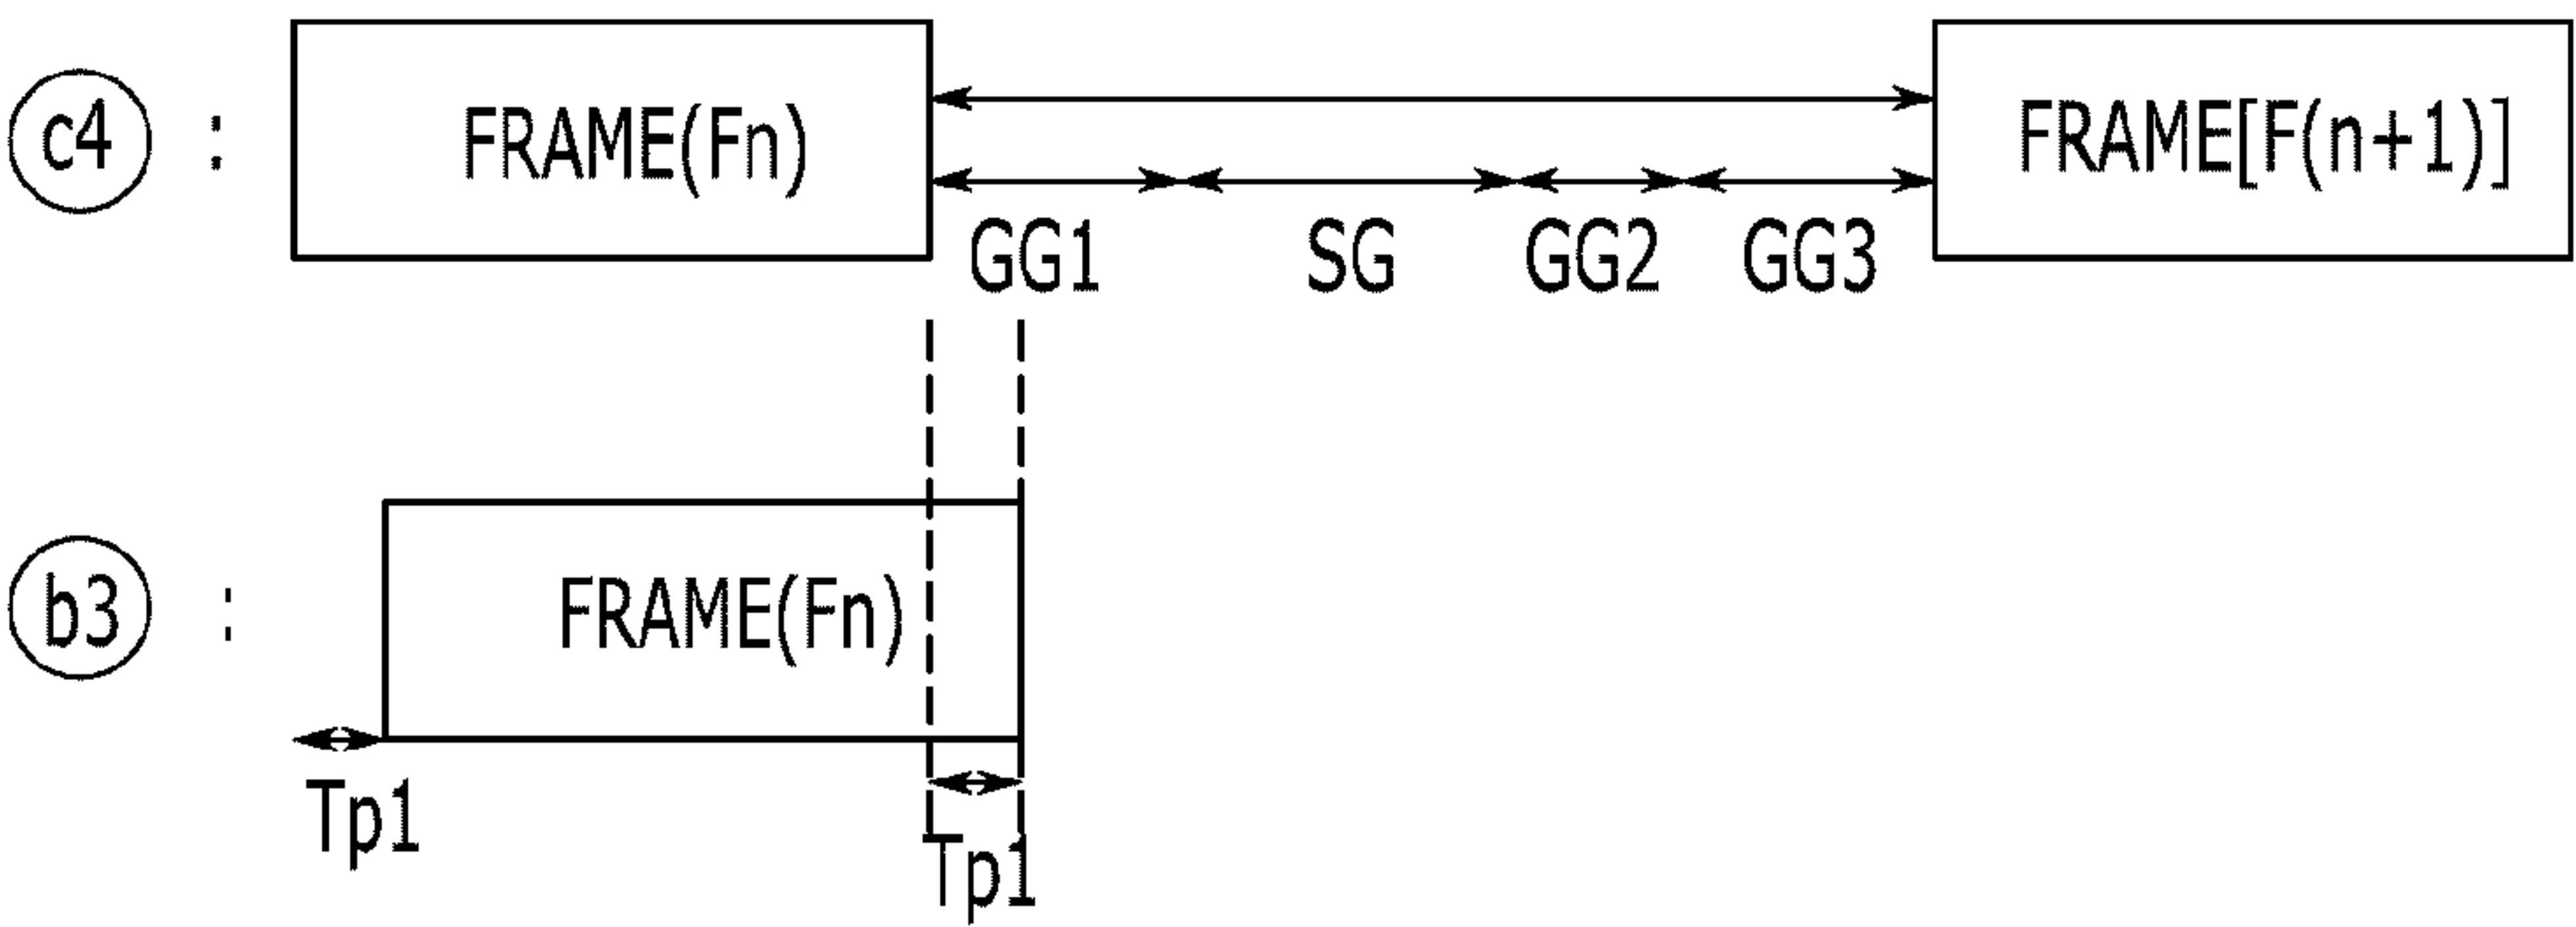 c4 : FRAME(Fn) FRAME[F(n+1)]
GG1 SG GG2 GG3
b3 : FRAME(Fn)
Tp1
Tp1